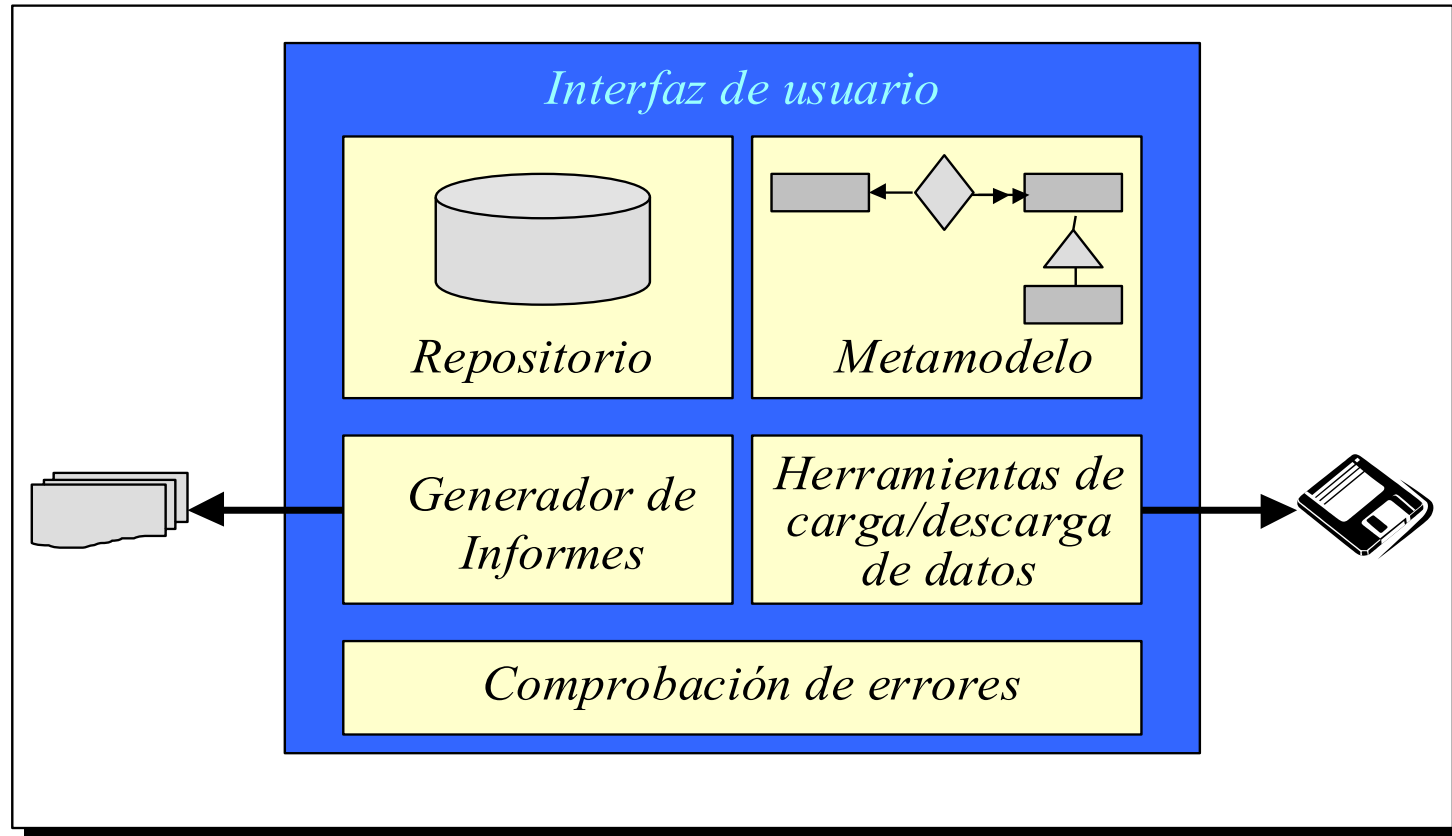 Interfaz de usuario
Repositorio
Metamodelo
Generador de
Informes
Herramientas de
carga/descarga
de datos
Comprobación de errores